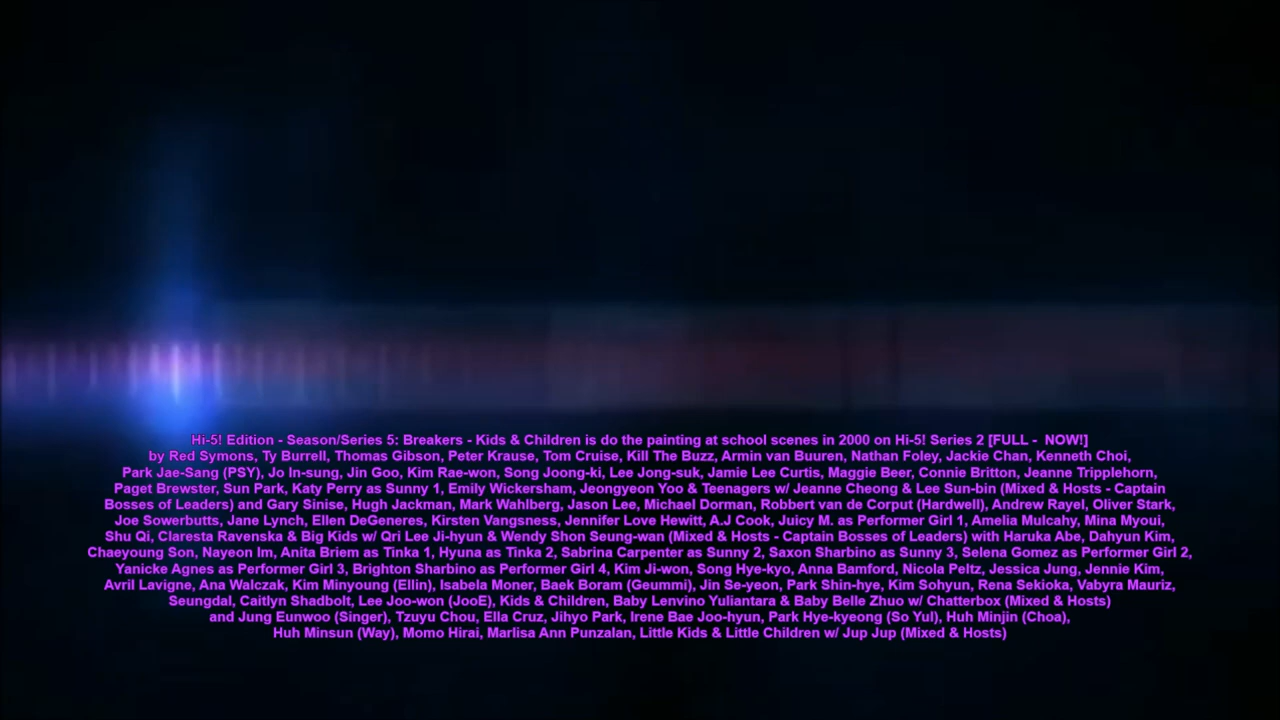 Hi-5! Edition - Season/Series 5: Breakers - Kids & Children is do the painting at school scenes in 2000 on Hi-5! Series 2 [FULL -  NOW!]
by Red Symons, Ty Burrell, Thomas Gibson, Peter Krause, Tom Cruise, Kill The Buzz, Armin van Buuren, Nathan Foley, Jackie Chan, Kenneth Choi,
Park Jae-Sang (PSY), Jo In-sung, Jin Goo, Kim Rae-won, Song Joong-ki, Lee Jong-suk, Jamie Lee Curtis, Maggie Beer, Connie Britton, Jeanne Tripplehorn,
Paget Brewster, Sun Park, Katy Perry as Sunny 1, Emily Wickersham, Jeongyeon Yoo & Teenagers w/ Jeanne Cheong & Lee Sun-bin (Mixed & Hosts - Captain
Bosses of Leaders) and Gary Sinise, Hugh Jackman, Mark Wahlberg, Jason Lee, Michael Dorman, Robbert van de Corput (Hardwell), Andrew Rayel, Oliver Stark,
Joe Sowerbutts, Jane Lynch, Ellen DeGeneres, Kirsten Vangsness, Jennifer Love Hewitt, A.J Cook, Juicy M. as Performer Girl 1, Amelia Mulcahy, Mina Myoui,
Shu Qi, Claresta Ravenska & Big Kids w/ Qri Lee Ji-hyun & Wendy Shon Seung-wan (Mixed & Hosts - Captain Bosses of Leaders) with Haruka Abe, Dahyun Kim,
Chaeyoung Son, Nayeon Im, Anita Briem as Tinka 1, Hyuna as Tinka 2, Sabrina Carpenter as Sunny 2, Saxon Sharbino as Sunny 3, Selena Gomez as Performer Girl 2,
Yanicke Agnes as Performer Girl 3, Brighton Sharbino as Performer Girl 4, Kim Ji-won, Song Hye-kyo, Anna Bamford, Nicola Peltz, Jessica Jung, Jennie Kim,
Avril Lavigne, Ana Walczak, Kim Minyoung (Ellin), Isabela Moner, Baek Boram (Geummi), Jin Se-yeon, Park Shin-hye, Kim Sohyun, Rena Sekioka, Vabyra Mauriz,
Seungdal, Caitlyn Shadbolt, Lee Joo-won (JooE), Kids & Children, Baby Lenvino Yuliantara & Baby Belle Zhuo w/ Chatterbox (Mixed & Hosts)
and Jung Eunwoo (Singer), Tzuyu Chou, Ella Cruz, Jihyo Park, Irene Bae Joo-hyun, Park Hye-kyeong (So Yul), Huh Minjin (Choa),
Huh Minsun (Way), Momo Hirai, Marlisa Ann Punzalan, Little Kids & Little Children w/ Jup Jup (Mixed & Hosts)